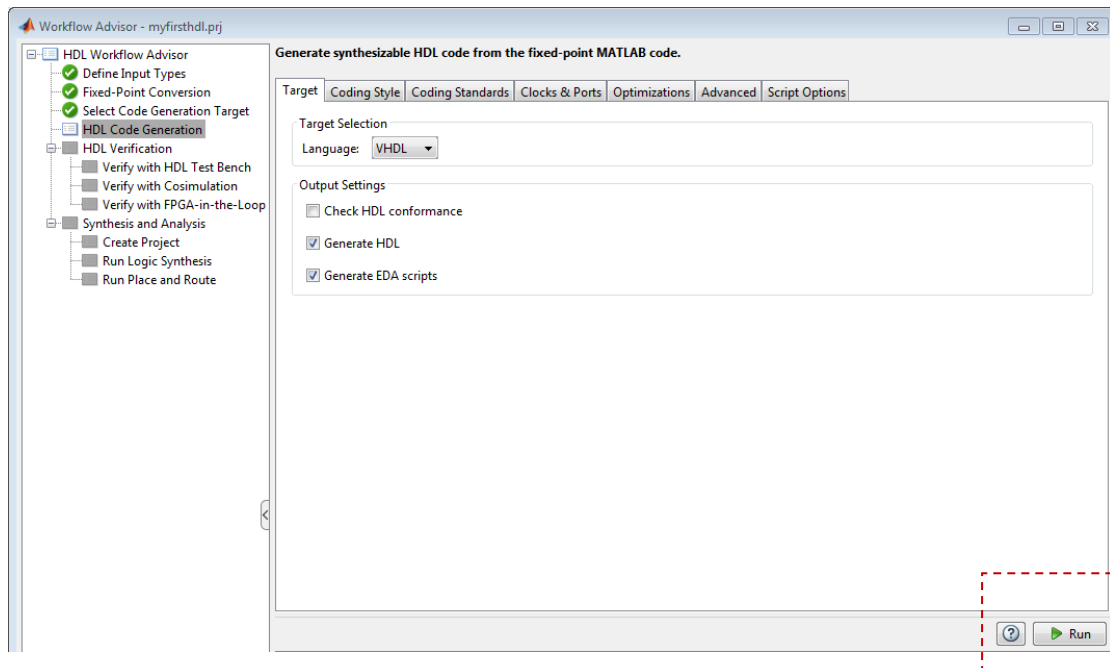 Workflow Advisor - myfirsthdl.prj
HDL Workflow Advisor
Define Input Types
Fixed-Point Conversion
Select Code Generation Target
HDL Code Generation
HDL Verification
Verify with HDL Test Bench
Verify with Cosimulation
Verify with FPGA-in-the-Loop
Synthesis and Analysis
Create Project
Run Logic Synthesis
Run Place and Route
Generate synthesizable HDL code from the fixed-point MATLAB code.
Target Coding Style Coding Standards Clocks & Ports Optimizations Advanced Script Options
Target Selection
Language: VHDL
Output Settings
Check HDL conformance
Generate HDL
Generate EDA scripts
? Run